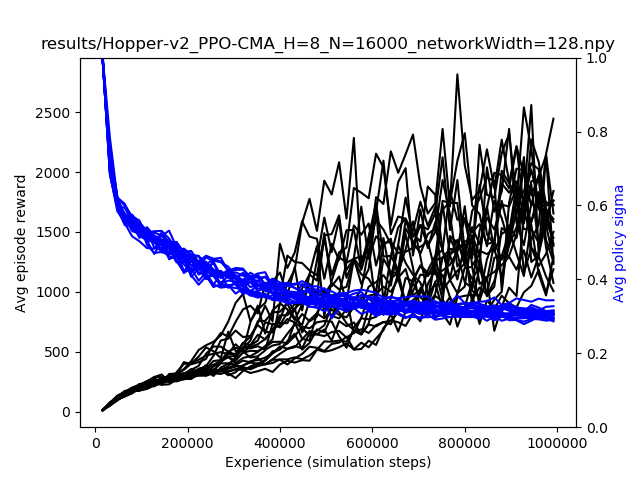 results/Hopper-v2_PPO-CMA_H=8_N=16000_networkWidth=128.npy
Avg episode reward
2500
2000
1500
1000
500
0
1.0
0.8
0.6
0.4
0.2
0.0
Avg policy sigma
0 200000 400000 600000 800000 1000000
Experience (simulation steps)